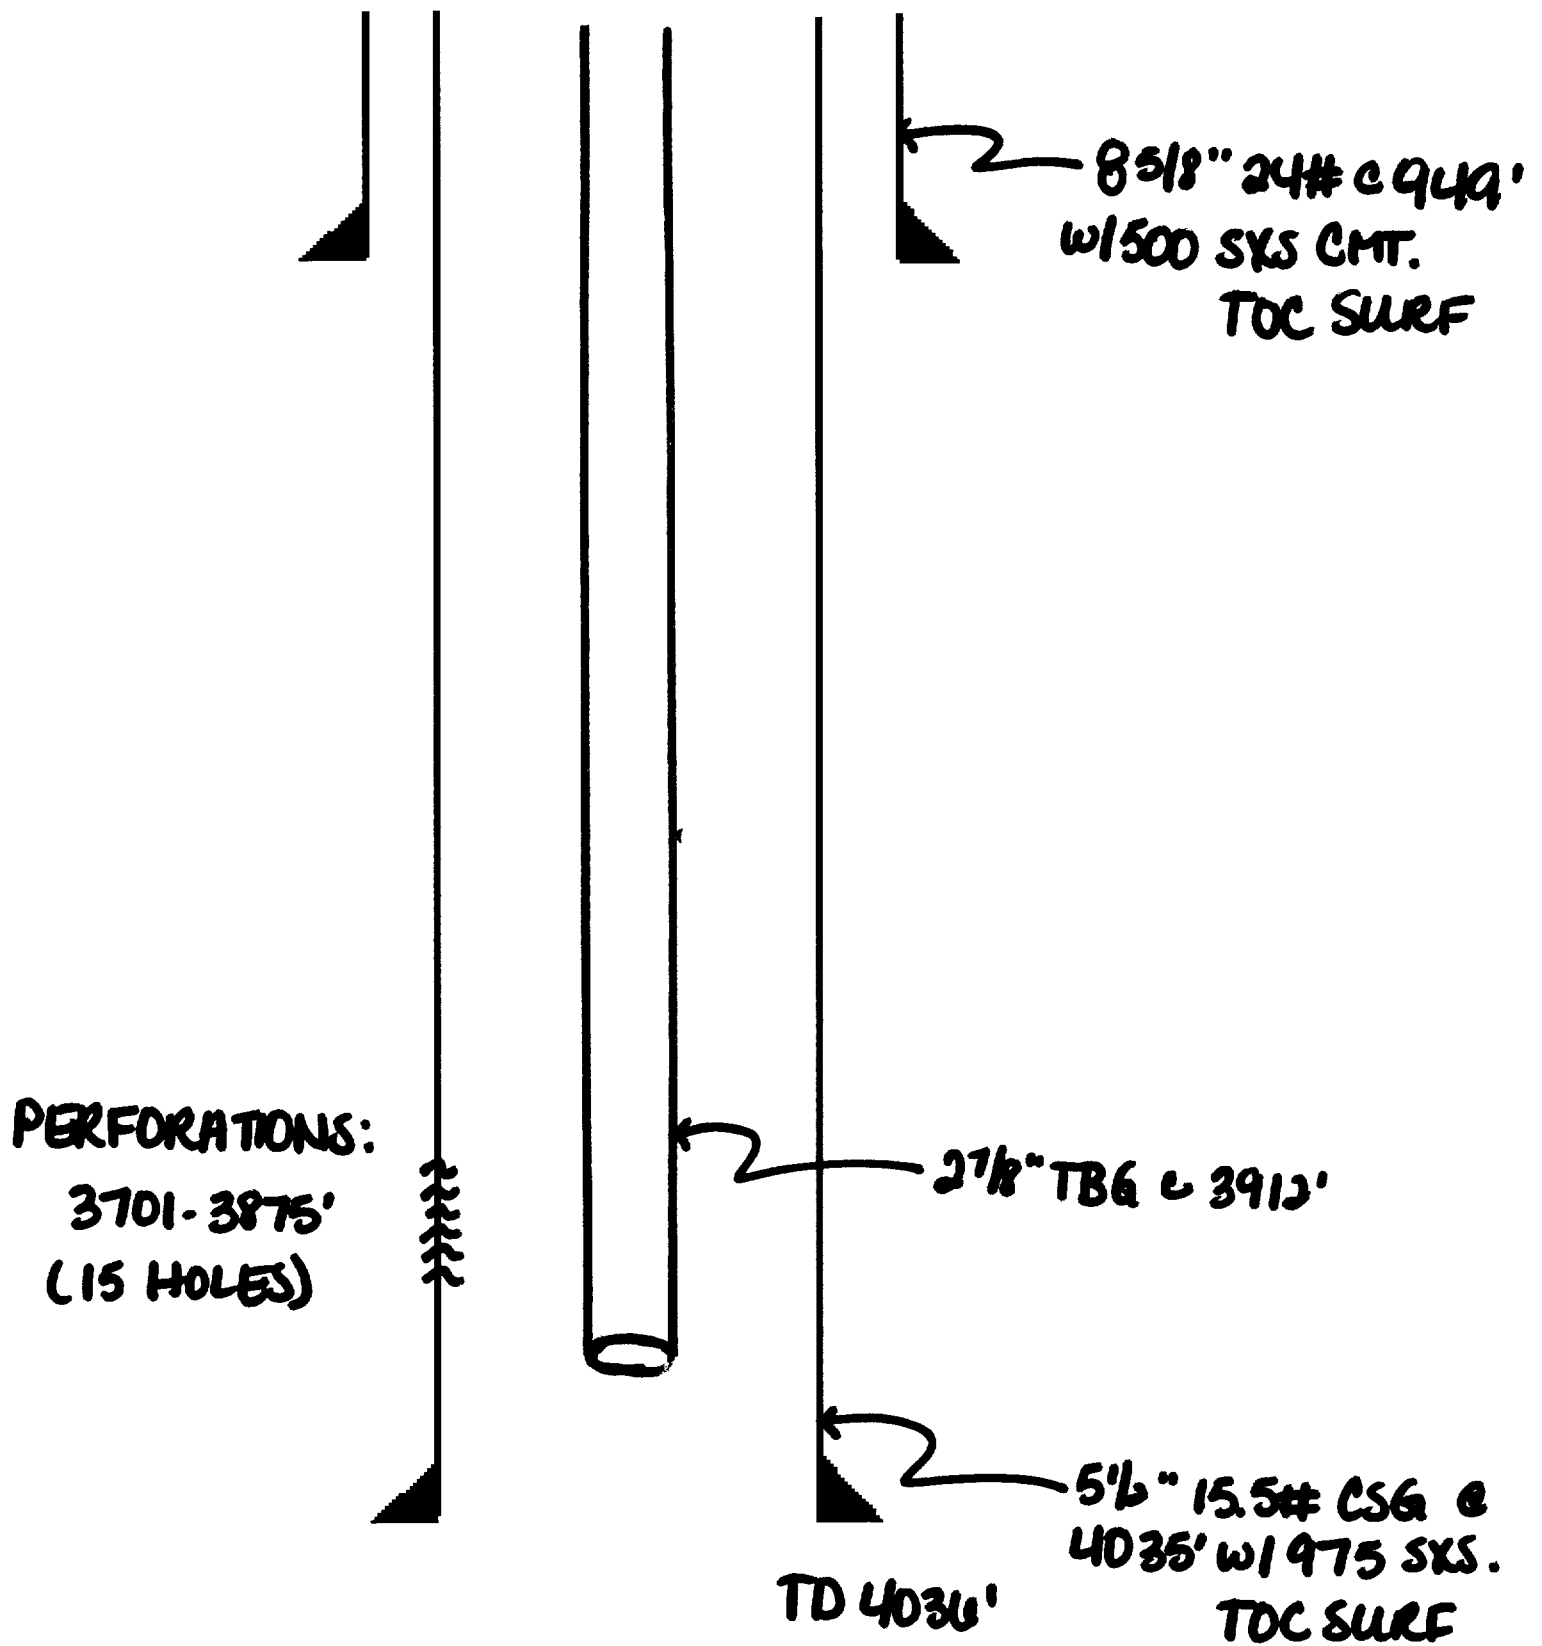 8 5/8" 24# @ 949'
w/500 SXS CMT.
TOC SURF
PERFORATIONS:
3701-3875'
(15 HOLES)
2 7/8" TBG @ 3912'
5 1/2" 15.5# CSG @
4035' w/ 975 SXS.
TOC SURF
TD 4036'